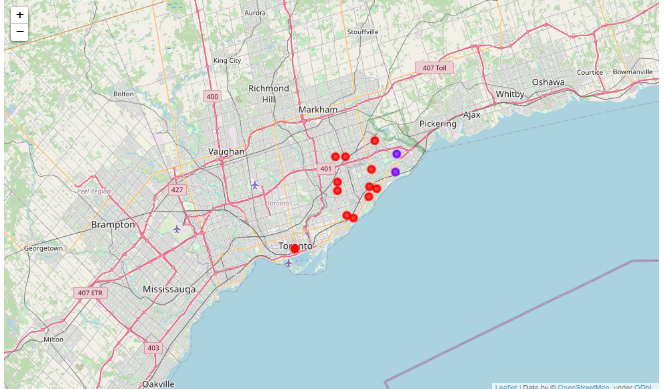 +
−
Aurora
Stouffville
King City
407 Toll
Courtice
Bowmanville
Oshawa
Richmond
Hill
Bolton
400
Whitby
Markham
Ajax
Pickering
Vaughan
401
427
Peel Region
Toronto
Brampton
Georgetown
Toronto
407 ETR
Mississauga
Milton
403
Oakville
Leaflet | Data by © OpenStreetMap, under ODbL